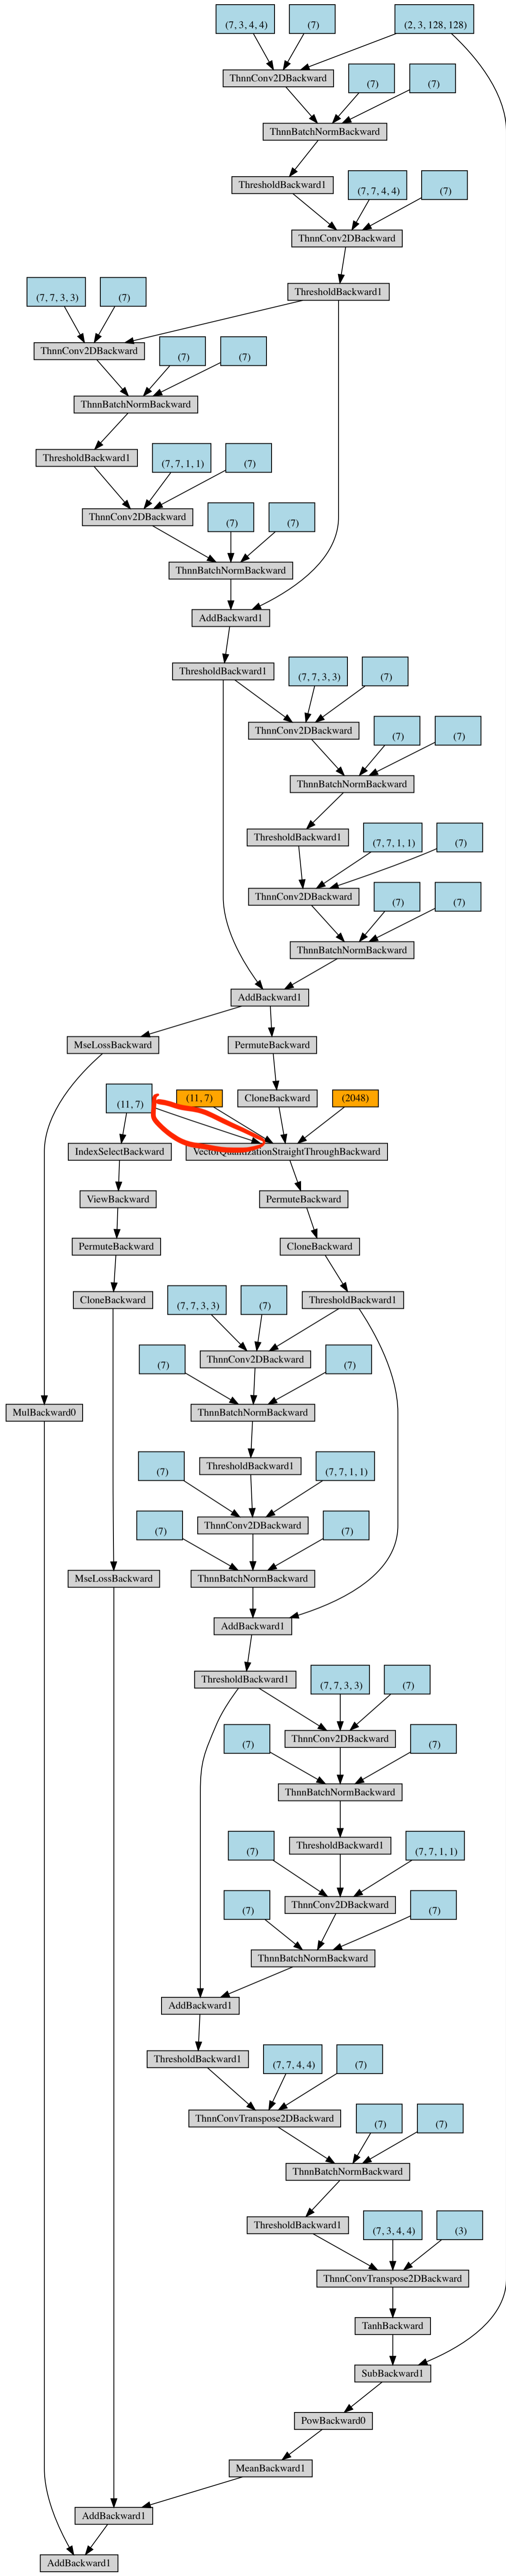 (7, 3, 4, 4) (7) (2, 3, 128, 128)
ThnnConv2DBackward (7) (7)
ThnnBatchNormBackward
ThresholdBackward1 (7, 7, 4, 4) (7)
ThnnConv2DBackward
(7, 7, 3, 3) (7) ThresholdBackward1
ThnnConv2DBackward (7) (7)
ThnnBatchNormBackward
ThresholdBackward1 (7, 7, 1, 1) (7)
ThnnConv2DBackward (7) (7)
ThnnBatchNormBackward
AddBackward1
ThresholdBackward1 (7, 7, 3, 3) (7)
ThnnConv2DBackward (7) (7)
ThnnBatchNormBackward
ThresholdBackward1 (7, 7, 1, 1) (7)
ThnnConv2DBackward (7) (7)
ThnnBatchNormBackward
AddBackward1
MseLossBackward PermuteBackward
(11, 7) (11, 7) CloneBackward (2048)
IndexSelectBackward VectorQuantizationStraightThroughBackward
ViewBackward PermuteBackward
PermuteBackward CloneBackward
CloneBackward (7, 7, 3, 3) (7) ThresholdBackward1
(7) ThnnConv2DBackward (7)
MulBackward0 ThnnBatchNormBackward
(7) ThresholdBackward1 (7, 7, 1, 1)
(7) ThnnConv2DBackward (7)
MseLossBackward ThnnBatchNormBackward
AddBackward1
ThresholdBackward1 (7, 7, 3, 3) (7)
(7) ThnnConv2DBackward (7)
ThnnBatchNormBackward
(7) ThresholdBackward1 (7, 7, 1, 1)
(7) ThnnConv2DBackward (7)
ThnnBatchNormBackward
AddBackward1
ThresholdBackward1 (7, 7, 4, 4) (7)
ThnnConvTranspose2DBackward (7) (7)
ThnnBatchNormBackward
ThresholdBackward1 (7, 3, 4, 4) (3)
ThnnConvTranspose2DBackward
TanhBackward
SubBackward1
PowBackward0
MeanBackward1
AddBackward1
AddBackward1